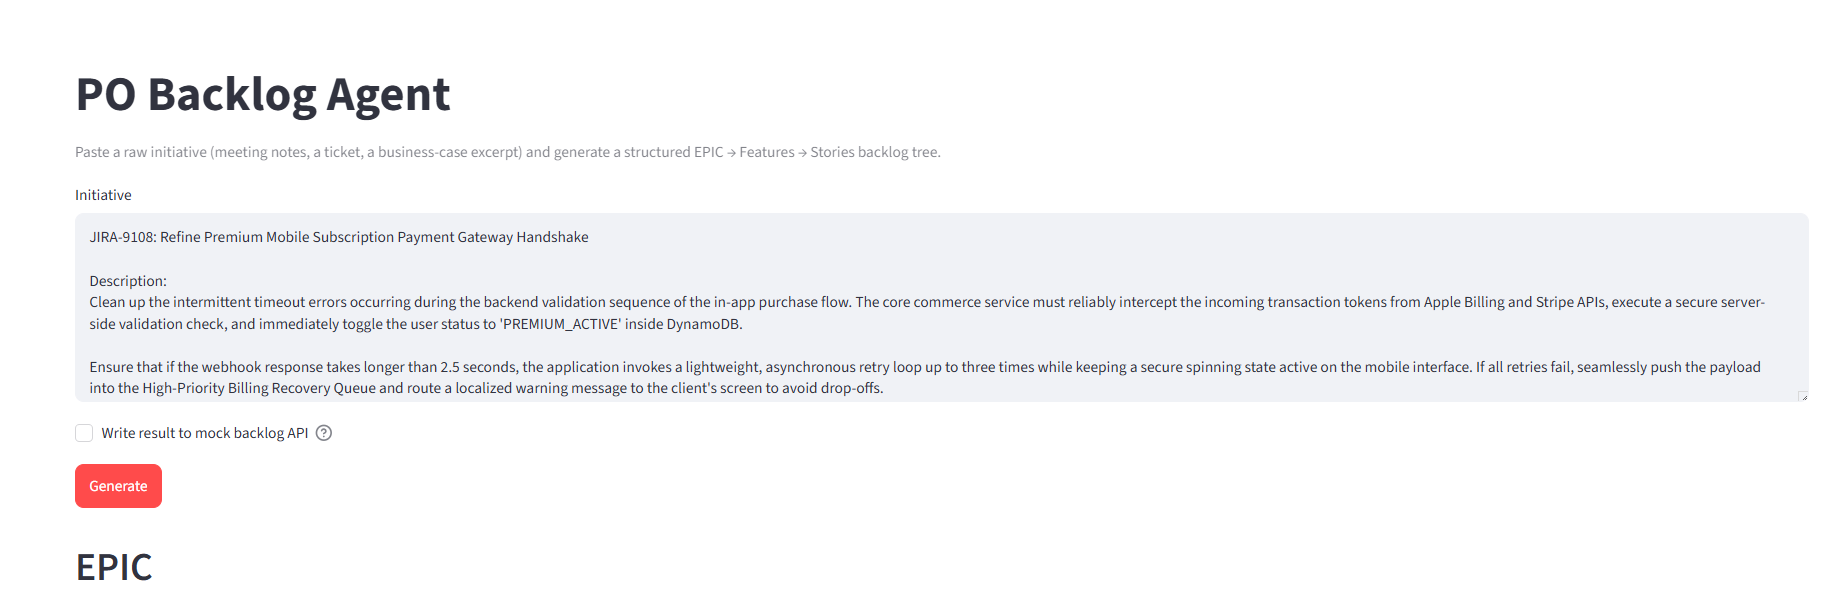 PO Backlog Agent
Paste a raw initiative (meeting notes, a ticket, a business-case excerpt) and generate a structured EPIC → Features → Stories backlog tree.
Initiative
JIRA-9108: Refine Premium Mobile Subscription Payment Gateway Handshake
Description:
Clean up the intermittent timeout errors occurring during the backend validation sequence of the in-app purchase flow. The core commerce service must reliably intercept the incoming transaction tokens from Apple Billing and Stripe APIs, execute a secure server-
side validation check, and immediately toggle the user status to 'PREMIUM_ACTIVE' inside DynamoDB.
Ensure that if the webhook response takes longer than 2.5 seconds, the application invokes a lightweight, asynchronous retry loop up to three times while keeping a secure spinning state active on the mobile interface. If all retries fail, seamlessly push the payload
into the High-Priority Billing Recovery Queue and route a localized warning message to the client's screen to avoid drop-offs.
Write result to mock backlog API ?
Generate
EPIC